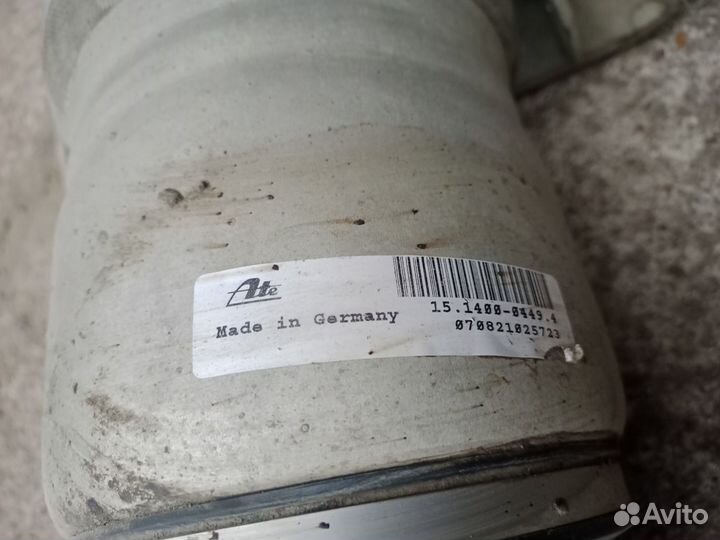 Ate
Made in Germany
15.1400-0449.4
070821025723
Avito